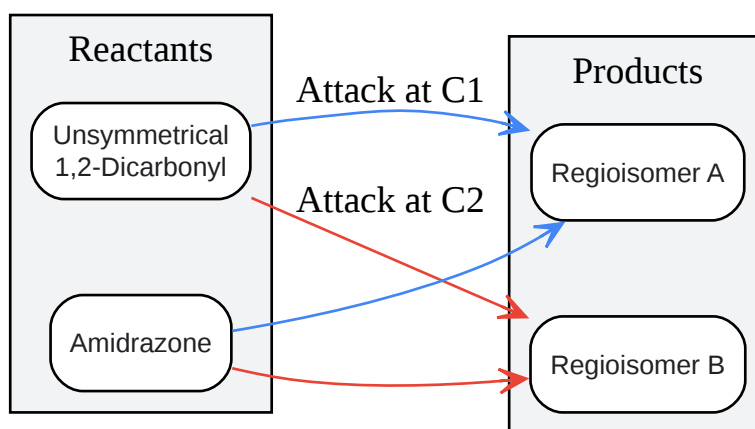 Reactants
Unsymmetrical
1,2-Dicarbonyl
Amidrazone
Attack at C1
Attack at C2
Products
Regioisomer A
Regioisomer B